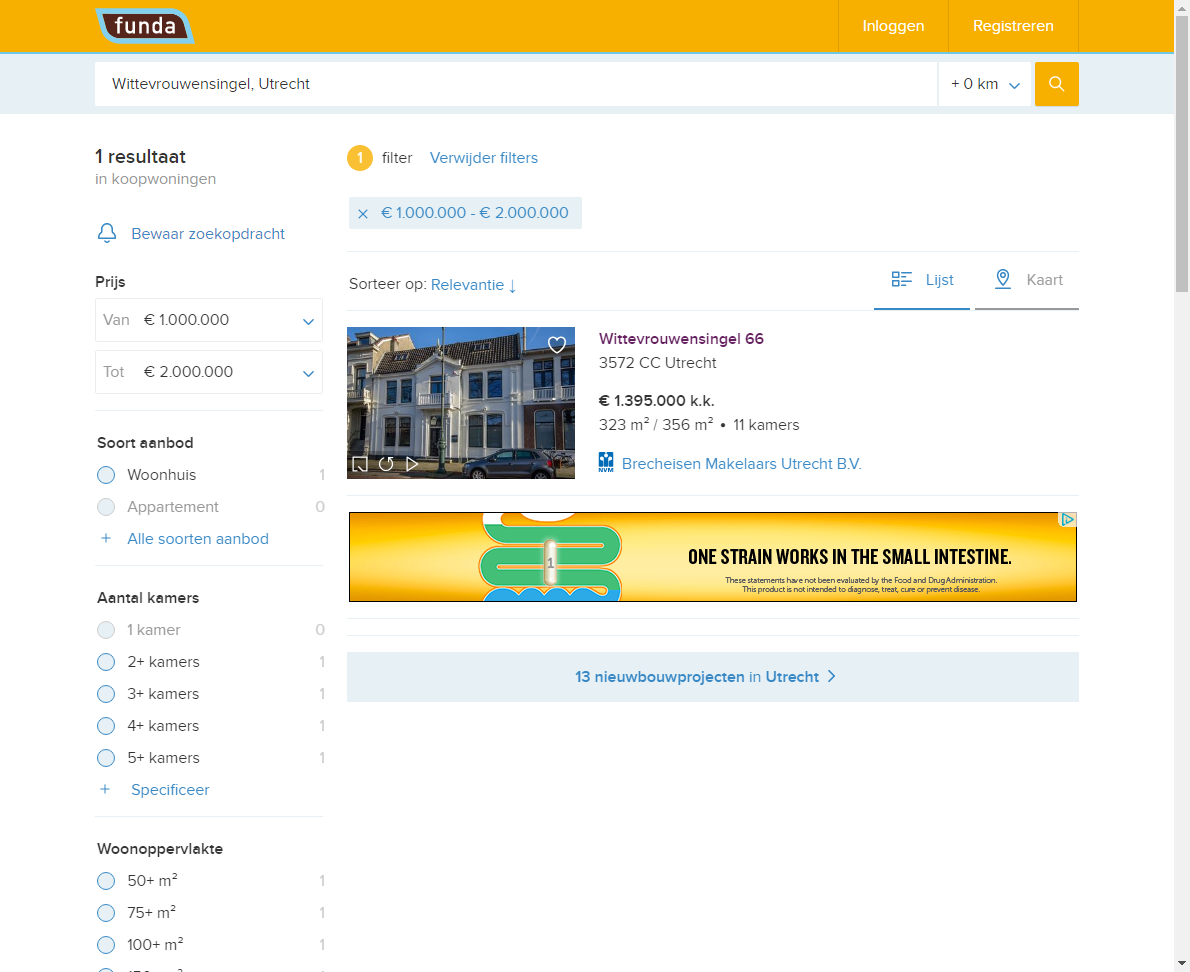 funda
Inloggen
Registreren
Wittevrouwensingel, Utrecht
+ 0 km
1 resultaat
in koopwoningen
Bewaar zoekopdracht
Prijs
Van € 1.000.000
Tot € 2.000.000
Soort aanbod
Woonhuis 1
Appartement 0
+ Alle soorten aanbod
Aantal kamers
1 kamer 0
2+ kamers 1
3+ kamers 1
4+ kamers 1
5+ kamers 1
+ Specificeer
Woonoppervlakte
50+ m² 1
75+ m² 1
100+ m² 1
1 filter Verwijder filters
€ 1.000.000 - € 2.000.000
Sorteer op: Relevantie ↓
Lijst
Kaart
Wittevrouwensingel 66
3572 CC Utrecht
€ 1.395.000 k.k.
323 m² / 356 m² • 11 kamers
NVM
Brecheisen Makelaars Utrecht B.V.
1
ONE STRAIN WORKS IN THE SMALL INTESTINE.
These statements have not been evaluated by the Food and Drug Administration.
This product is not intended to diagnose, treat, cure or prevent disease.
13 nieuwbouwprojecten in Utrecht